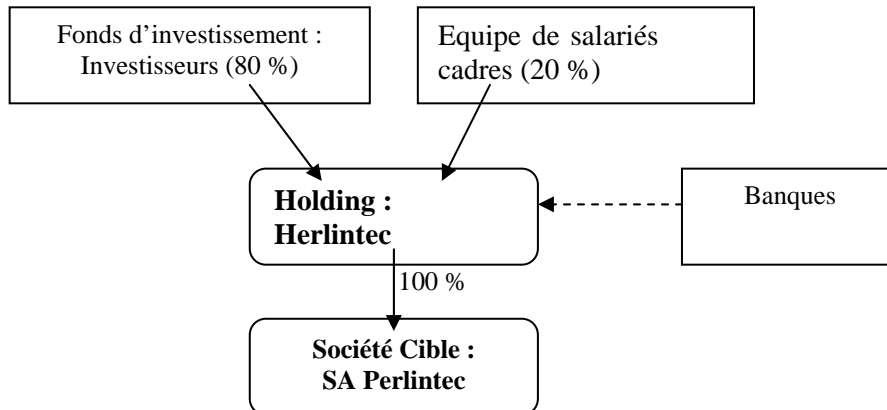 Fonds d’investissement :
Investisseurs (80 %)
Equipe de salariés
cadres (20 %)
Holding :
Herlintec
Banques
100 %
Société Cible :
SA Perlintec